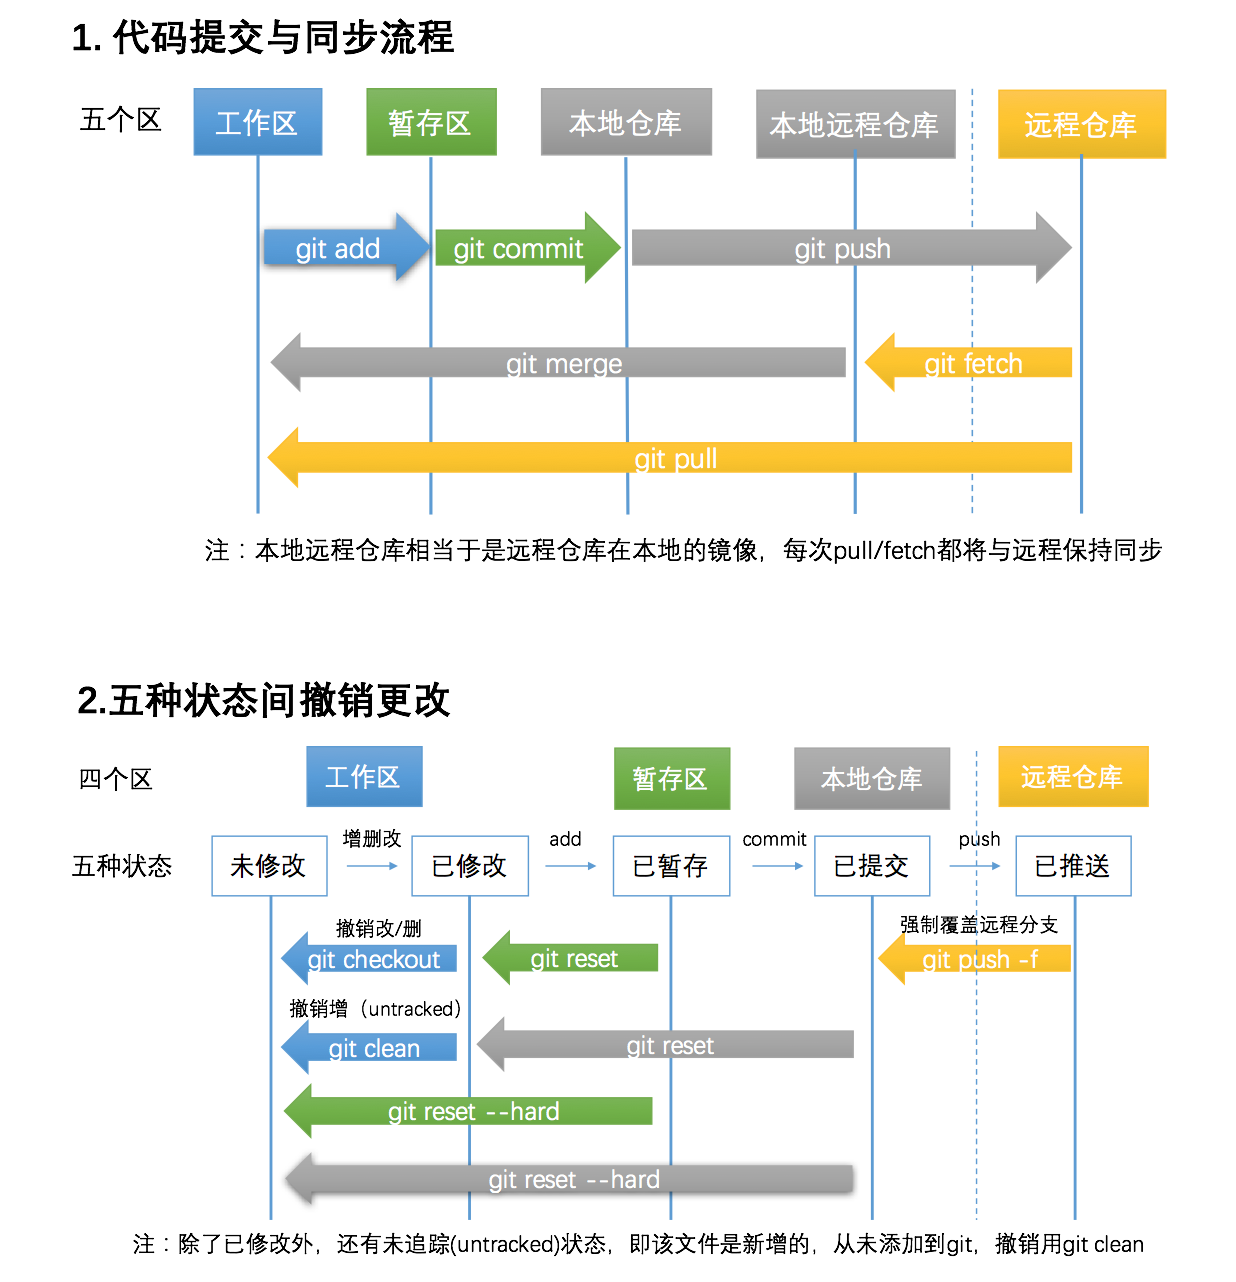 1. 代码提交与同步流程
五个区
工作区
暂存区
本地仓库
本地远程仓库
远程仓库
git add
git commit
git push
git merge
git fetch
git pull
注：本地远程仓库相当于是远程仓库在本地的镜像，每次pull/fetch都将与远程保持同步
2.五种状态间撤销更改
四个区
工作区
暂存区
本地仓库
远程仓库
五种状态
未修改
增删改
已修改
add
已暂存
commit
已提交
push
已推送
撤销改/删
git checkout
git reset
强制覆盖远程分支
git push -f
撤销增（untracked）
git clean
git reset
git reset --hard
git reset --hard
注：除了已修改外，还有未追踪(untracked)状态，即该文件是新增的，从未添加到git，撤销用git clean